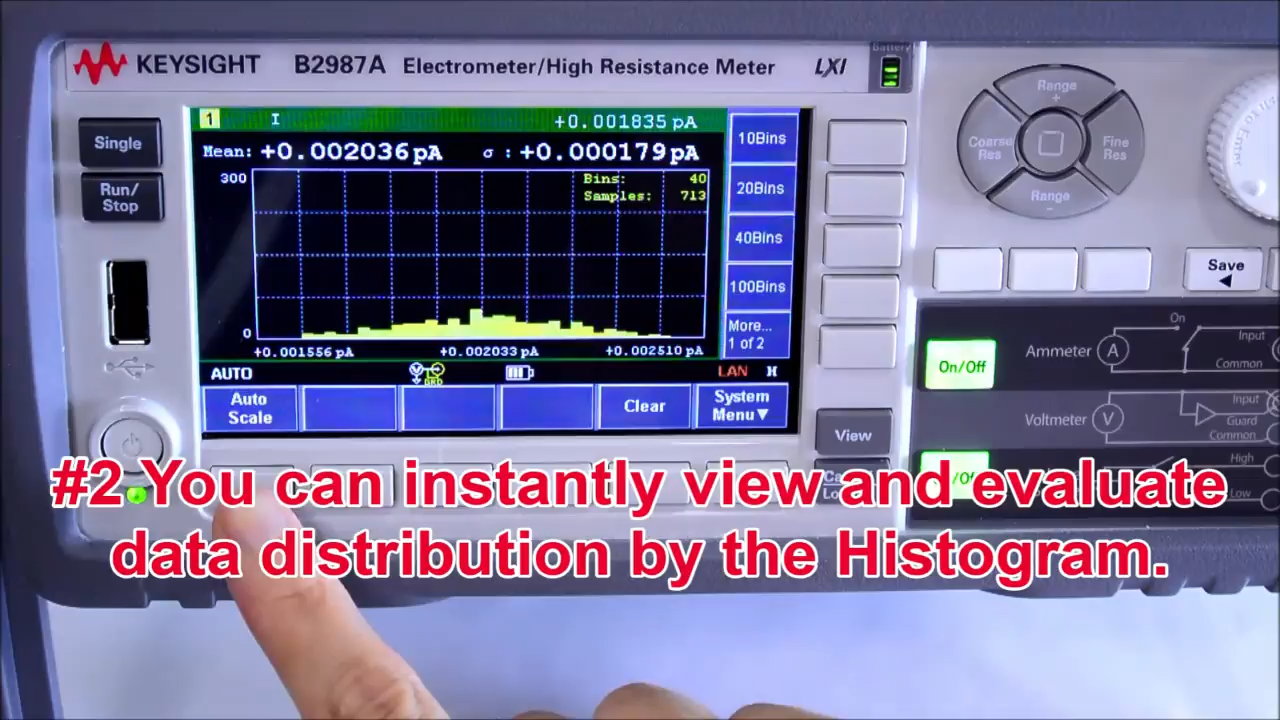 KEYSIGHT B2987A Electrometer/High Resistance Meter LXI
Battery
Single
Run/
Stop
1 I +0.001835 pA
Mean: +0.002036 pA σ : +0.000179 pA
300
Bins: 40
Samples: 713
0
+0.001556 pA +0.002033 pA +0.002510 pA
10Bins
20Bins
40Bins
100Bins
More...
1 of 2
AUTO GRD LAN H
Auto
Scale
Clear
System
Menu▼
View
Range
+
Coarse
Res
Fine
Res
Range
-
Save
◀
On/Off
Ammeter A
On
Input
Common
Voltmeter V
Input
Guard
Common
High
Low
#2 You can instantly view and evaluate
data distribution by the Histogram.